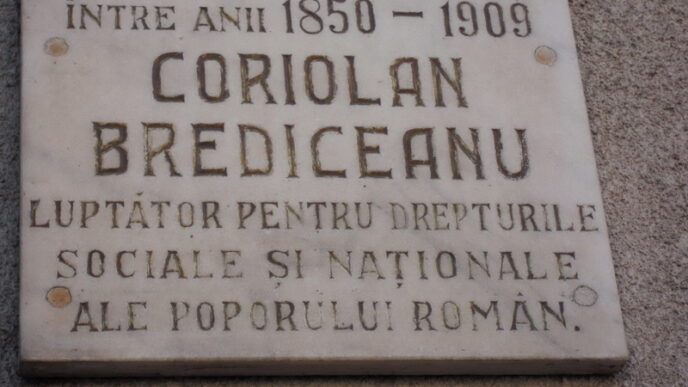 ÎNTRE ANII 1850 – 1909
CORIOLAN
BREDICEANU
LUPTĂTOR PENTRU DREPTURILE
SOCIALE ȘI NAȚIONALE
ALE POPORULUI ROMÂN.